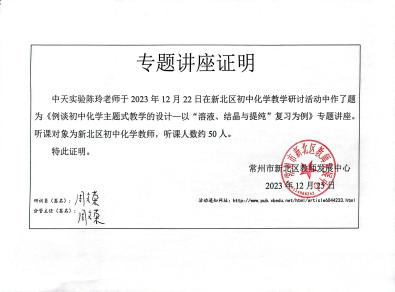 专题讲座证明
中天实验陈玲老师于 2023 年 12 月 22 日在新北区初中化学教学研讨活动中作了题
为《例谈初中化学主题式教学的设计—以“溶液、结晶与提纯”复习为例》专题讲座。
听课对象为新北区初中化学教师，听课人数约 50 人。
特此证明。
常州市新北区教师发展中心
2023 年 12 月 23 日
研训员（签名）：
分管主任（签名）：
活动通知网址：http://www.pub.xbedu.net/html/article6044233.html